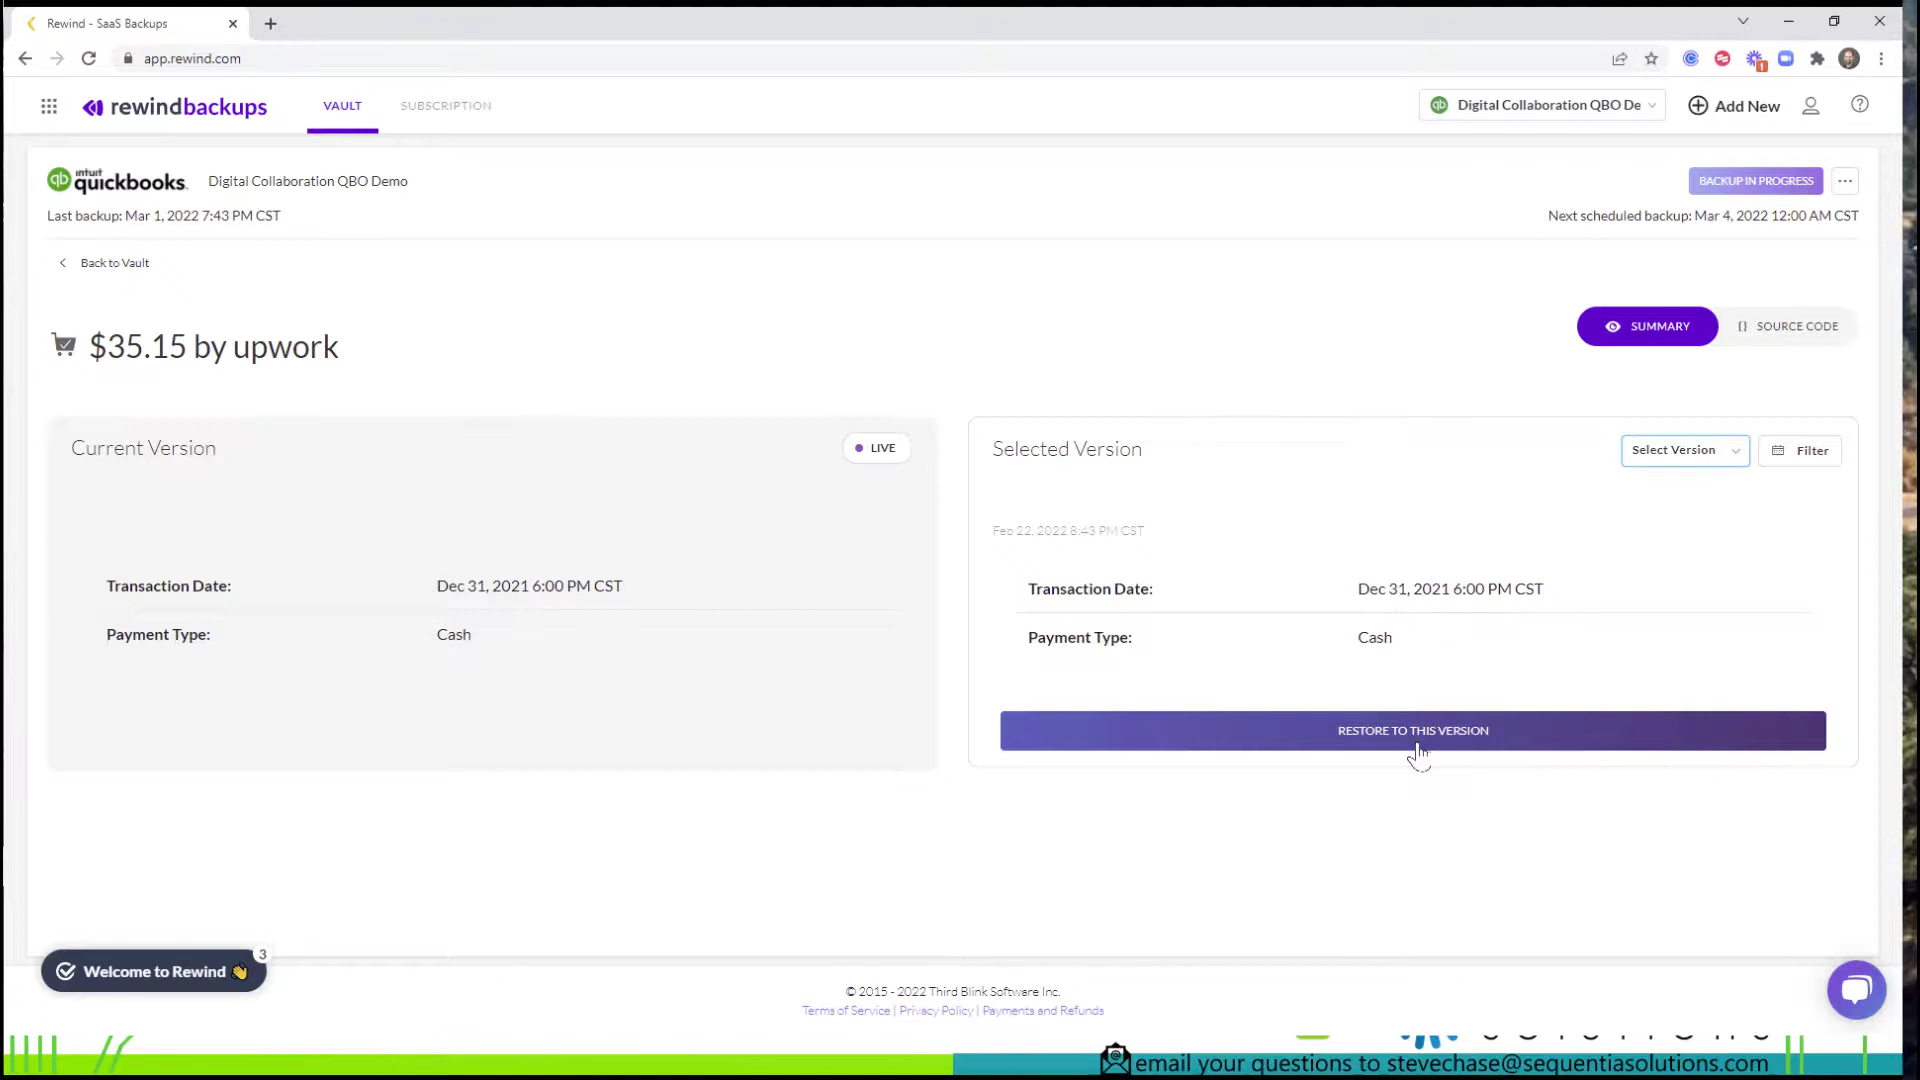 Rewind - SaaS Backups
app.rewind.com
rewindbackups
VAULT
SUBSCRIPTION
qb
Digital Collaboration QBO De
Add New
qb intuit quickbooks.
Digital Collaboration QBO Demo
BACKUP IN PROGRESS
Last backup: Mar 1, 2022 7:43 PM CST
Next scheduled backup: Mar 4, 2022 12:00 AM CST
Back to Vault
$35.15 by upwork
SUMMARY
SOURCE CODE
Current Version
LIVE
Transaction Date: Dec 31, 2021 6:00 PM CST
Payment Type: Cash
Selected Version
Select Version
Filter
Feb 22, 2022 8:43 PM CST
Transaction Date: Dec 31, 2021 6:00 PM CST
Payment Type: Cash
RESTORE TO THIS VERSION
Welcome to Rewind 👋
3
© 2015 - 2022 Third Blink Software Inc.
Terms of Service | Privacy Policy | Payments and Refunds
email your questions to stevechase@sequentiasolutions.com